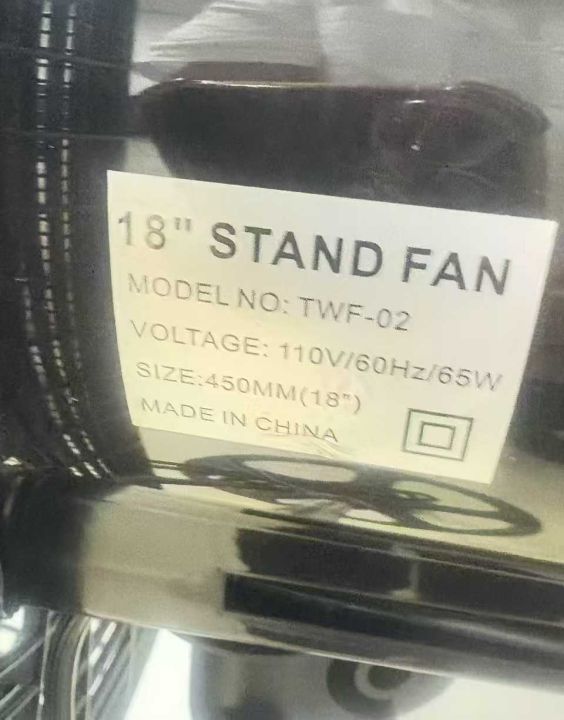 18" STAND FAN
MODEL NO: TWF-02
VOLTAGE: 110V/60Hz/65W
SIZE:450MM(18")
MADE IN CHINA